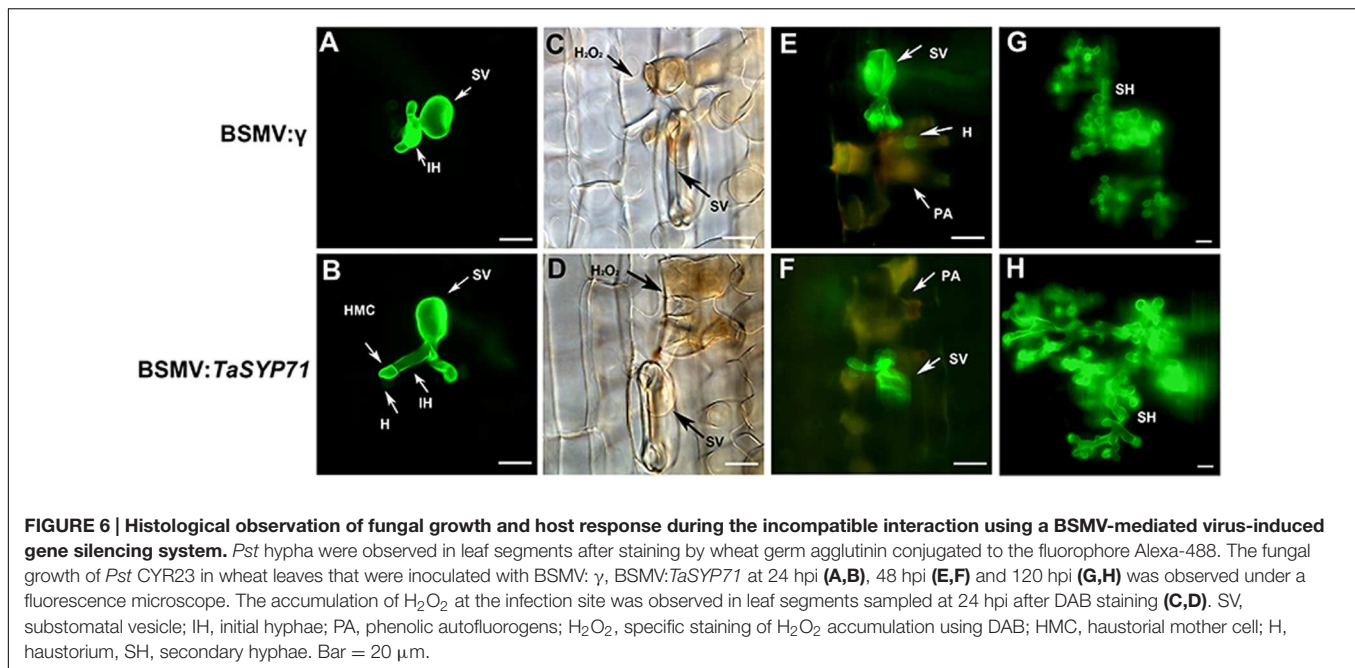 A
SV
IH
C
H₂O₂
SV
E
SV
H
PA
G
SH
BSMV:γ
B
SV
HMC
IH
H
D
H₂O₂
SV
F
PA
SV
H
SH
BSMV:TaSYP71
FIGURE 6 | Histological observation of fungal growth and host response during the incompatible interaction using a BSMV-mediated virus-induced
gene silencing system. Pst hypha were observed in leaf segments after staining by wheat germ agglutinin conjugated to the fluorophore Alexa-488. The fungal
growth of Pst CYR23 in wheat leaves that were inoculated with BSMV: γ, BSMV:TaSYP71 at 24 hpi (A,B), 48 hpi (E,F) and 120 hpi (G,H) was observed under a
fluorescence microscope. The accumulation of H₂O₂ at the infection site was observed in leaf segments sampled at 24 hpi after DAB staining (C,D). SV,
substomatal vesicle; IH, initial hyphae; PA, phenolic autofluorogens; H₂O₂, specific staining of H₂O₂ accumulation using DAB; HMC, haustorial mother cell; H,
haustorium, SH, secondary hyphae. Bar = 20 μm.